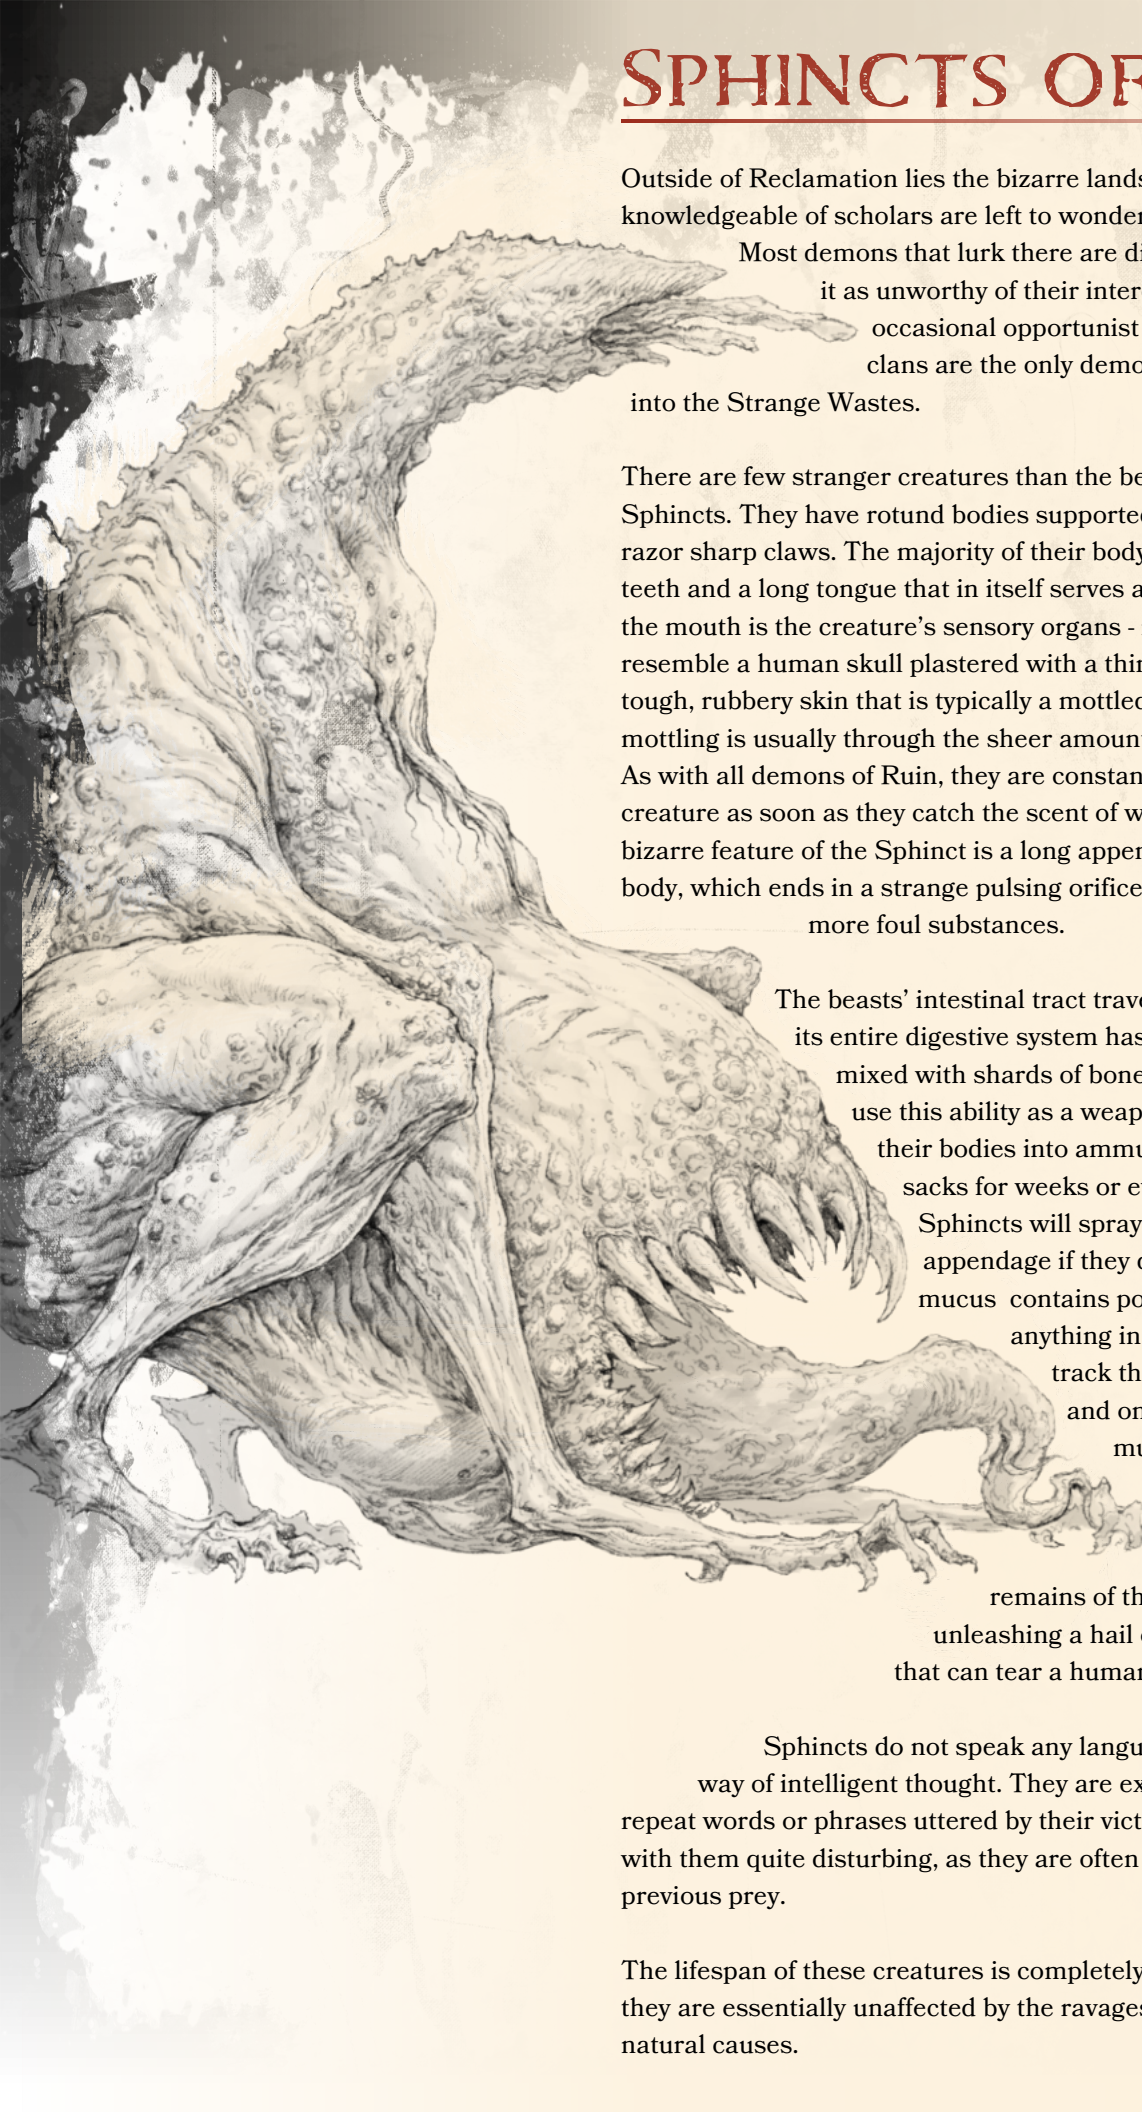 SPHINCTS OF
Outside of Reclamation lies the bizarre lands
knowledgeable of scholars are left to wonder
Most demons that lurk there are di
it as unworthy of their inter
occasional opportunist
clans are the only demo
into the Strange Wastes.
There are few stranger creatures than the be
Sphincts. They have rotund bodies supported
razor sharp claws. The majority of their body
teeth and a long tongue that in itself serves a
the mouth is the creature’s sensory organs -
resemble a human skull plastered with a thin
tough, rubbery skin that is typically a mottled
mottling is usually through the sheer amount
As with all demons of Ruin, they are constan
creature as soon as they catch the scent of w
bizarre feature of the Sphinct is a long appen
body, which ends in a strange pulsing orifice
more foul substances.
The beasts’ intestinal tract trave
its entire digestive system has
mixed with shards of bone
use this ability as a weap
their bodies into ammu
sacks for weeks or ev
Sphincts will spray
appendage if they c
mucus contains po
anything in
track th
and on
mu
remains of th
unleashing a hail
that can tear a human
Sphincts do not speak any langu
way of intelligent thought. They are ex
repeat words or phrases uttered by their vict
with them quite disturbing, as they are often
previous prey.
The lifespan of these creatures is completely
they are essentially unaffected by the ravages
natural causes.